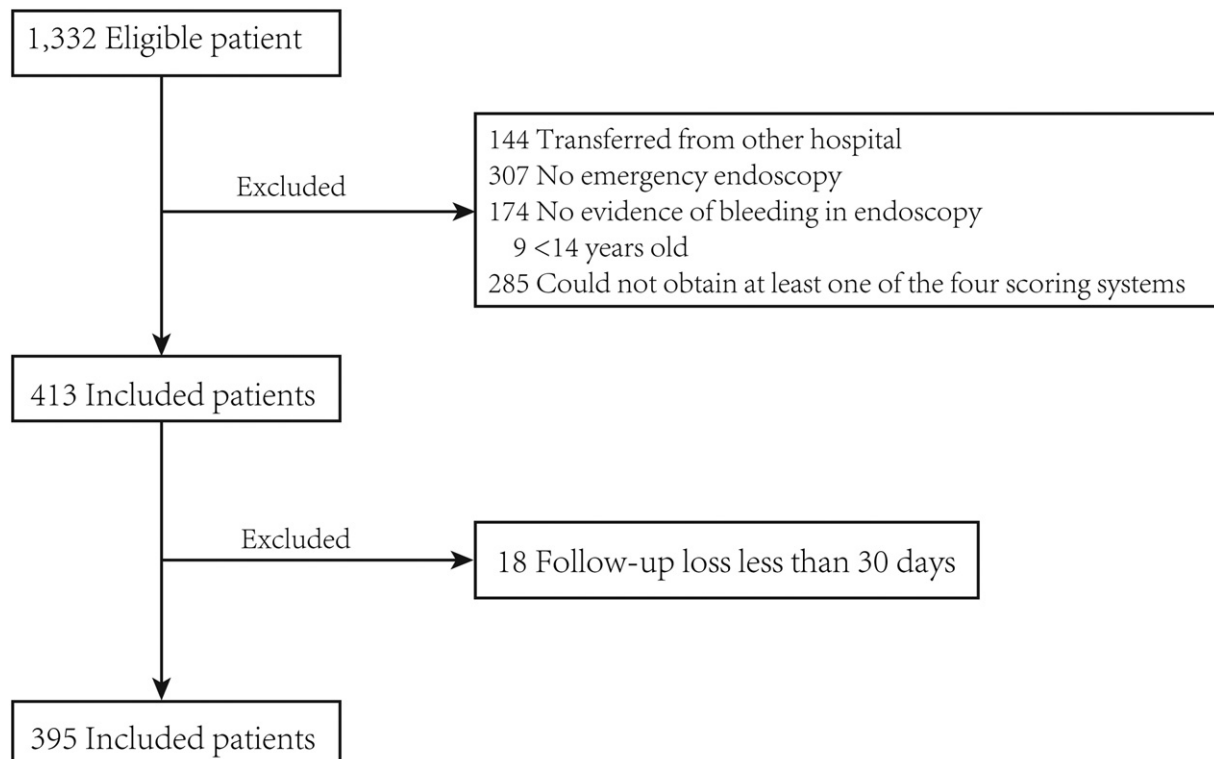 1,332 Eligible patient
144 Transferred from other hospital
307 No emergency endoscopy
Excluded
174 No evidence of bleeding in endoscopy
9 <14 years old
285 Could not obtain at least one of the four scoring systems
413 Included patients
Excluded
18 Follow-up loss less than 30 days
395 Included patients